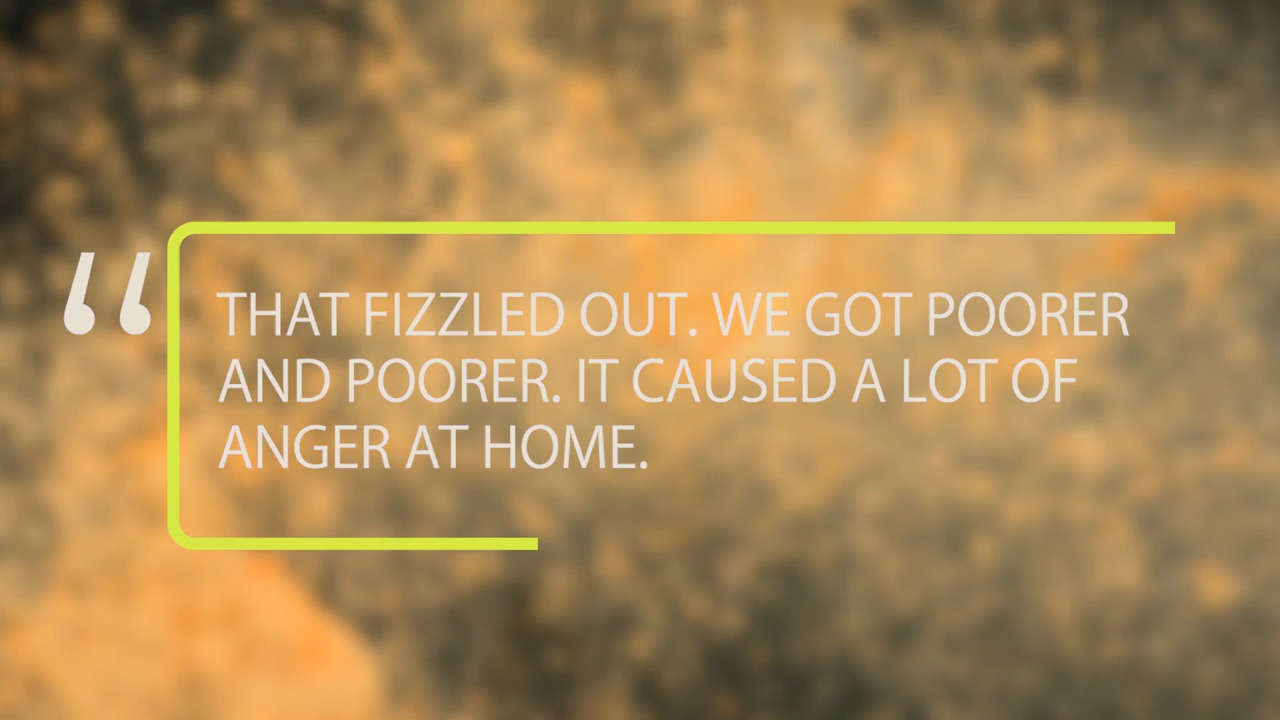 “ THAT FIZZLED OUT. WE GOT POORER
AND POORER. IT CAUSED A LOT OF
ANGER AT HOME.